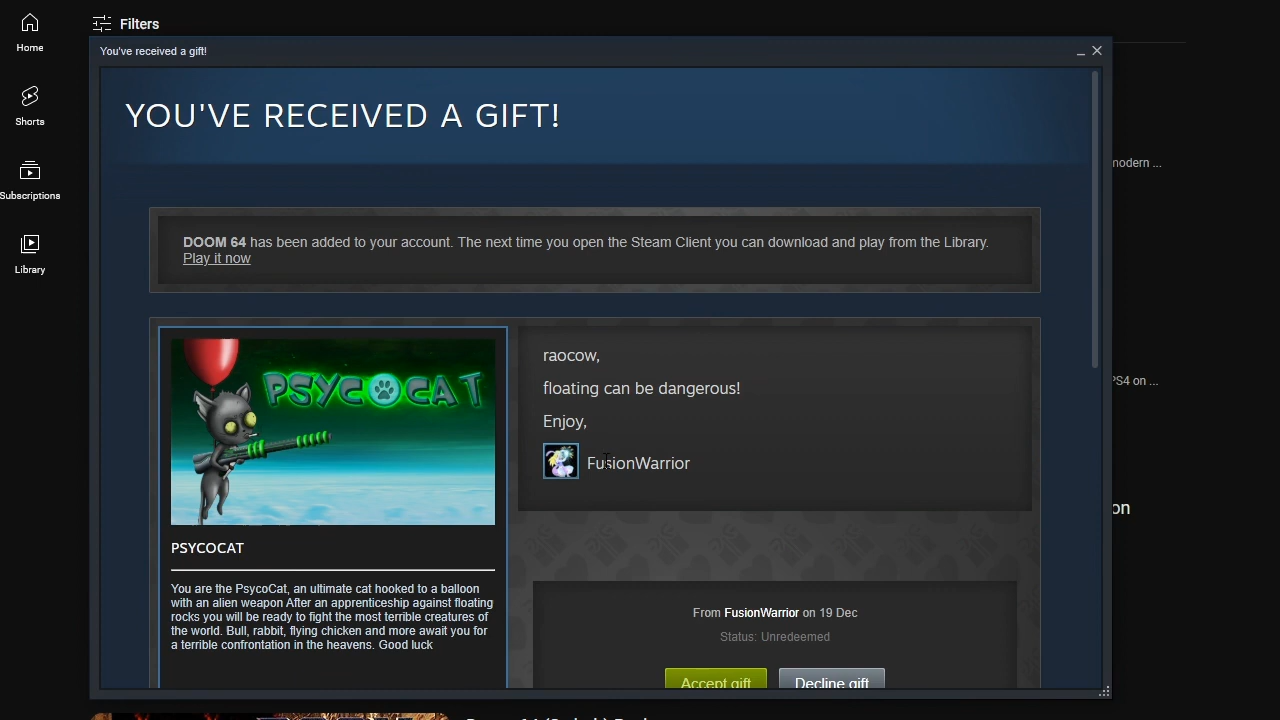 Home
Shorts
Subscriptions
Library
Filters
You've received a gift!
YOU'VE RECEIVED A GIFT!
DOOM 64 has been added to your account. The next time you open the Steam Client you can download and play from the Library.
Play it now
PSYCOCAT
PSYCOCAT
You are the PsycoCat, an ultimate cat hooked to a balloon
with an alien weapon After an apprenticeship against floating
rocks you will be ready to fight the most terrible creatures of
the world. Bull, rabbit, flying chicken and more await you for
a terrible confrontation in the heavens. Good luck
raocow,
floating can be dangerous!
Enjoy,
FusionWarrior
From FusionWarrior on 19 Dec
Status: Unredeemed
Accept gift
Decline gift
modern ...
PS4 on ...
on